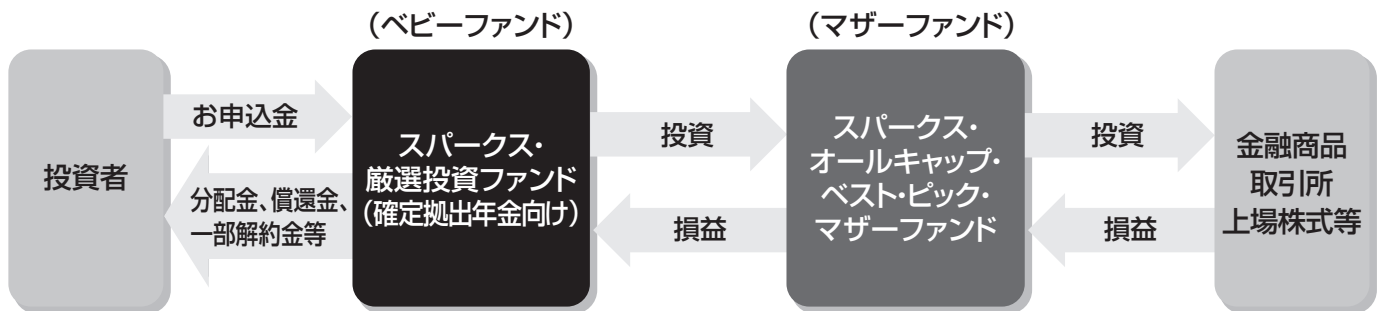 （ベビーファンド）
（マザーファンド）
投資者
お申込金
分配金、償還金、
一部解約金等
スパークス・
厳選投資ファンド
（確定拠出年金向け）
投資
損益
スパークス・
オールキャップ・
ベスト・ピック・
マザーファンド
投資
損益
金融商品
取引所
上場株式等